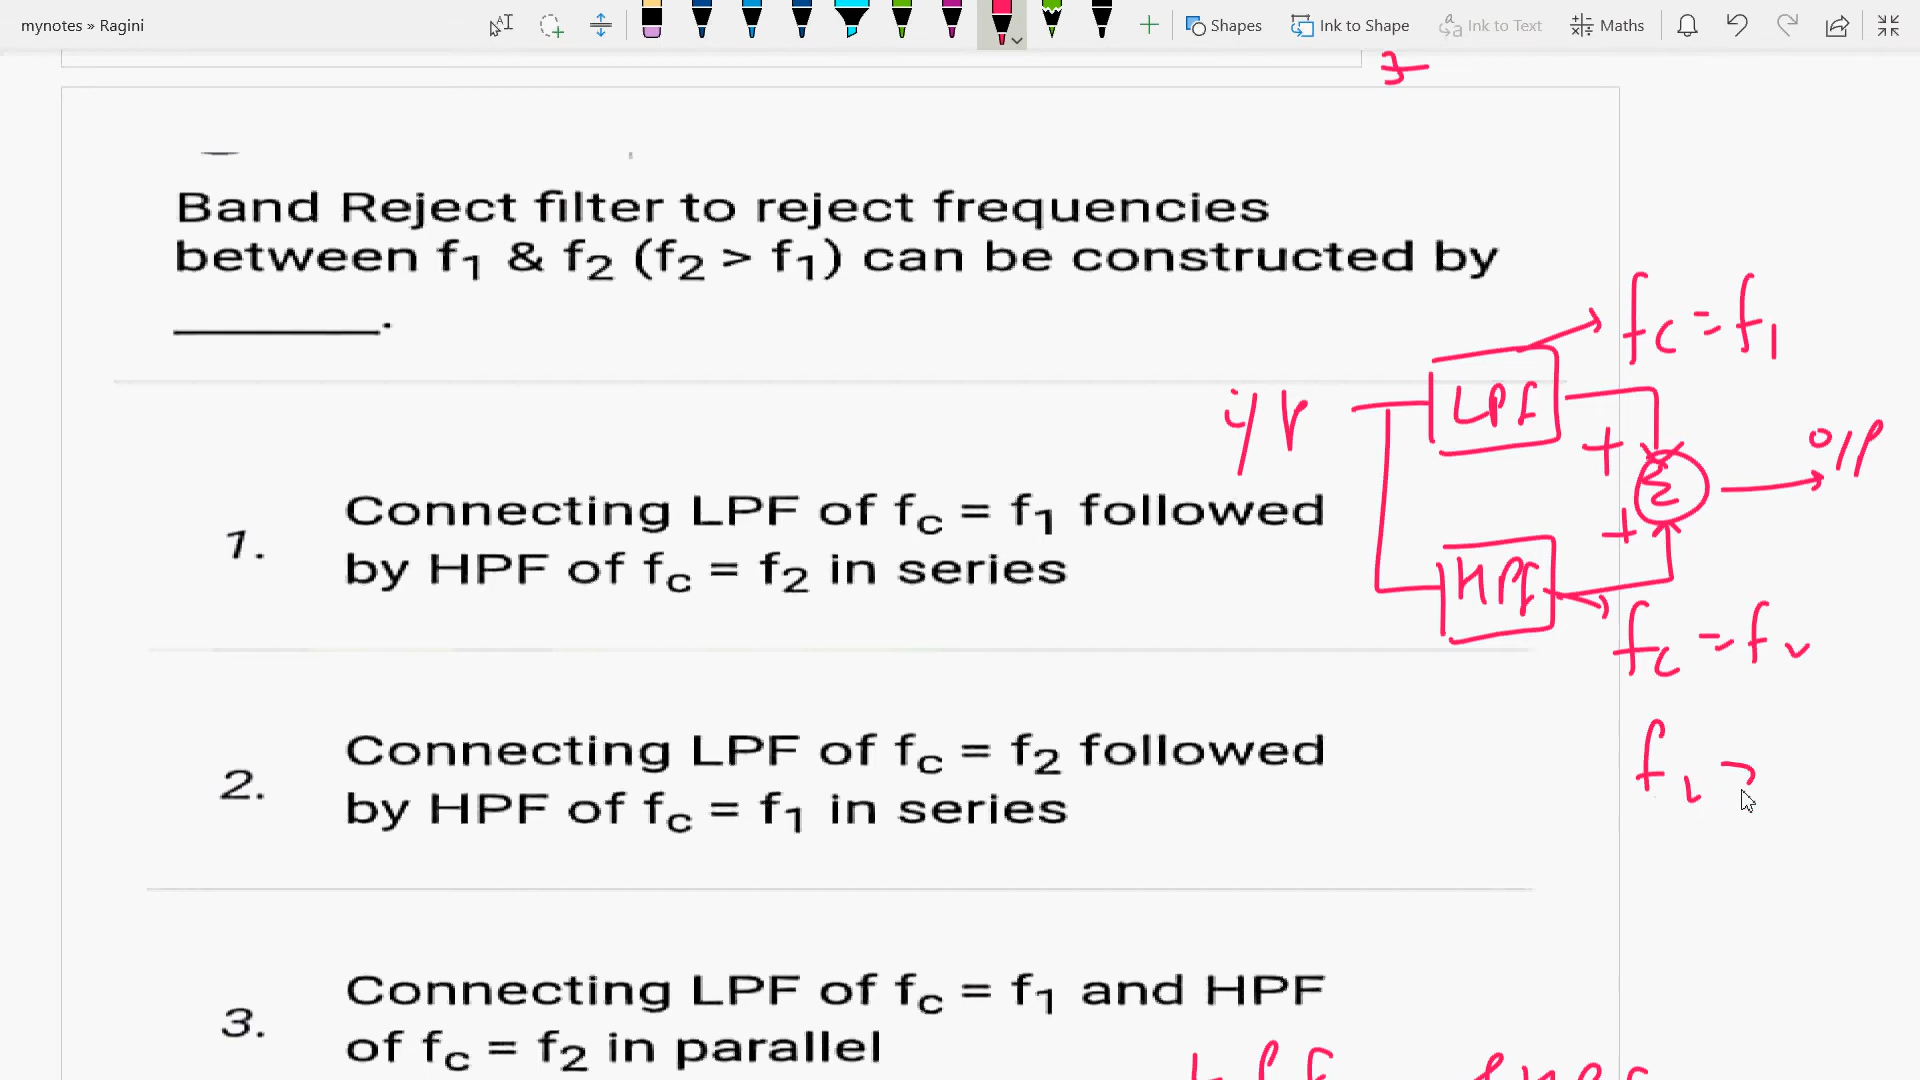 mynotes » Ragini
Shapes
Ink to Shape
Ink to Text
Maths
Band Reject filter to reject frequencies
between f1 & f2 (f2 > f1) can be constructed by
________.
1. Connecting LPF of fc = f1 followed
by HPF of fc = f2 in series
2. Connecting LPF of fc = f2 followed
by HPF of fc = f1 in series
3. Connecting LPF of fc = f1 and HPF
of fc = f2 in parallel
fc = f1
i/p
LPF
+
Σ
o/p
+
HPF
fc = f2
f2